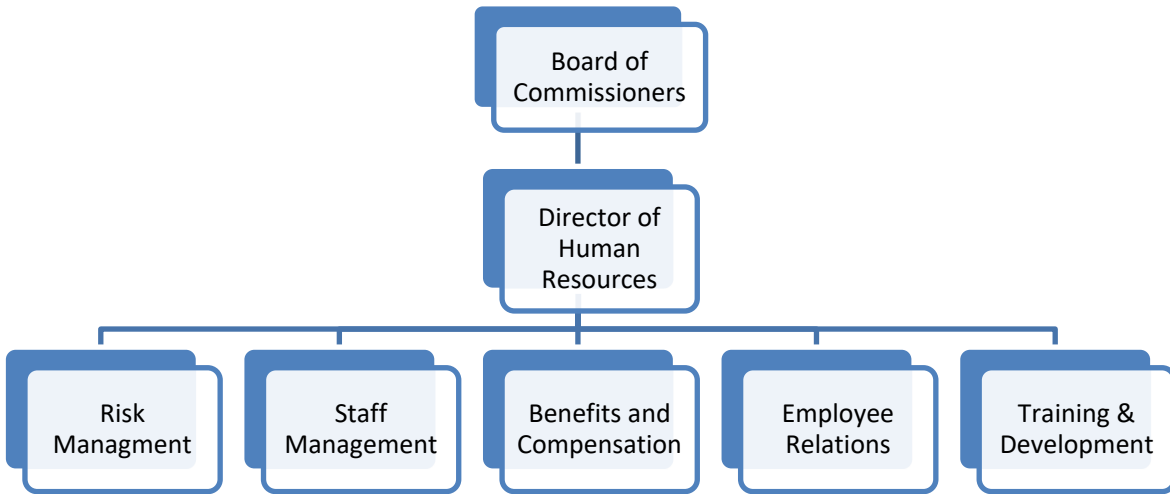 Board of
Commissioners
Director of
Human
Resources
Risk
Managment
Staff
Management
Benefits and
Compensation
Employee
Relations
Training &
Development